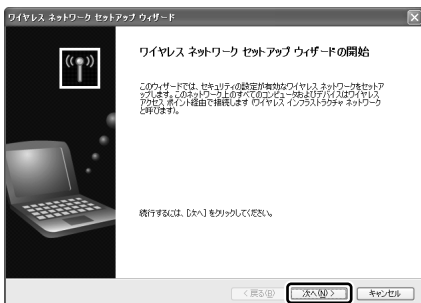 ワイヤレス ネットワーク セットアップ ウィザード
ワイヤレス ネットワーク セットアップ ウィザードの開始
このウィザードでは、セキュリティの設定が有効なワイヤレス ネットワークをセットア
ップします。このネットワーク上のすべてのコンピュータおよびデバイスはワイヤレス
アクセス ポイント経由で接続します (ワイヤレス インフラストラクチャ ネットワーク
と呼びます)。
続行するには、[次へ] をクリックしてください。
< 戻る(B) 次へ(N) > キャンセル